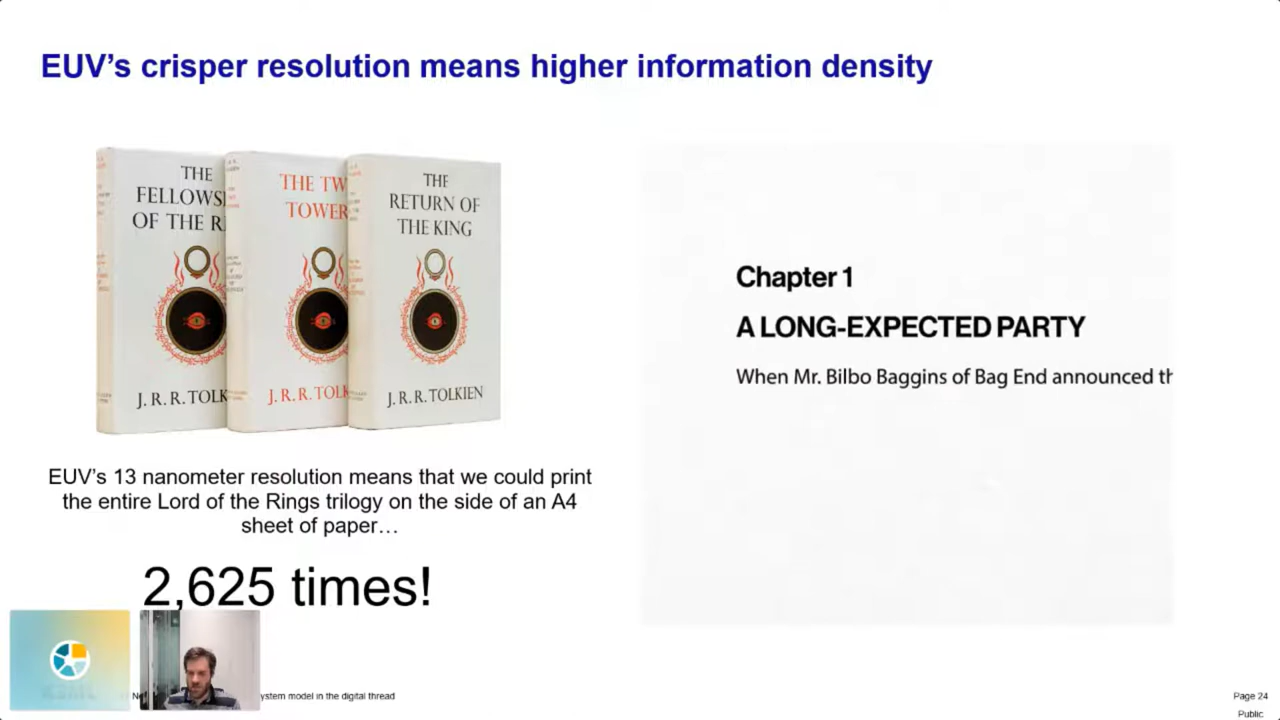 EUV’s crisper resolution means higher information density
THE
FELLOWS
OF THE R
J. R. R. TOLK
THE TW
TOWER
J. R. R. TOLK
THE
RETURN OF
THE KING
J. R. R. TOLKIEN
EUV’s 13 nanometer resolution means that we could print
the entire Lord of the Rings trilogy on the side of an A4
sheet of paper…
2,625 times!
Chapter 1
A LONG-EXPECTED PARTY
When Mr. Bilbo Baggins of Bag End announced th
ystem model in the digital thread
Page 24
Public